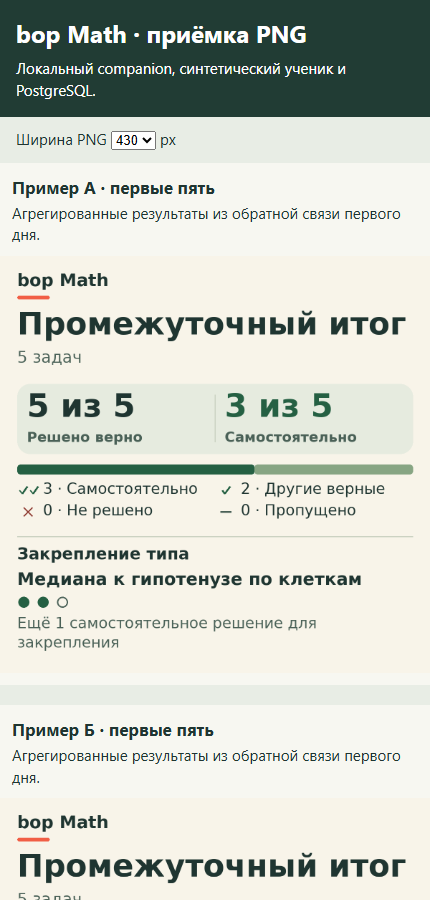 bop Math · приёмка PNG
Локальный companion, синтетический ученик и
PostgreSQL.
Ширина PNG 430 px
Пример А · первые пять
Агрегированные результаты из обратной связи первого
дня.
bop Math
Промежуточный итог
5 задач
5 из 5
Решено верно
3 из 5
Самостоятельно
✓✓ 3 · Самостоятельно
✓ 2 · Другие верные
× 0 · Не решено
— 0 · Пропущено
Закрепление типа
Медиана к гипотенузе по клеткам
Ещё 1 самостоятельное решение для
закрепления
Пример Б · первые пять
Агрегированные результаты из обратной связи первого
дня.
bop Math
Промежуточный итог
5 задач